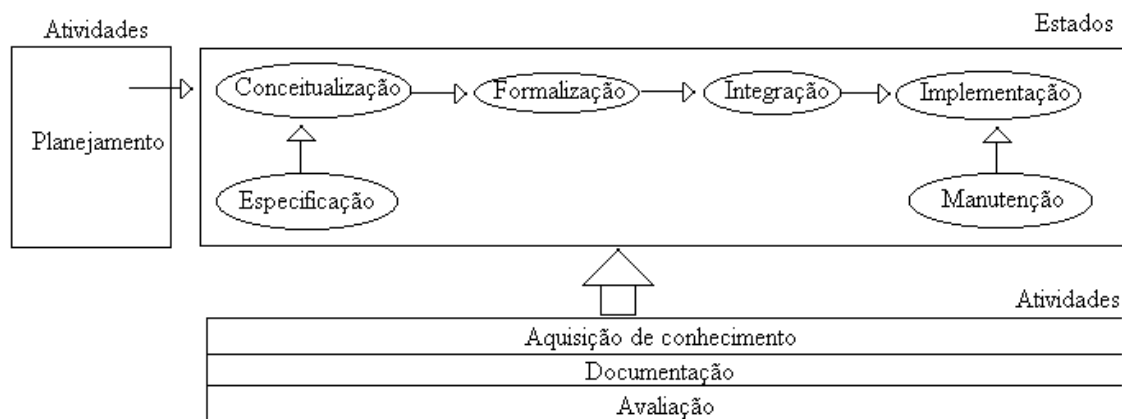 Atividades
Estados
Planejamento
Conceitualização
Formalização
Integração
Implementação
Especificação
Manutenção
Atividades
Aquisição de conhecimento
Documentação
Avaliação